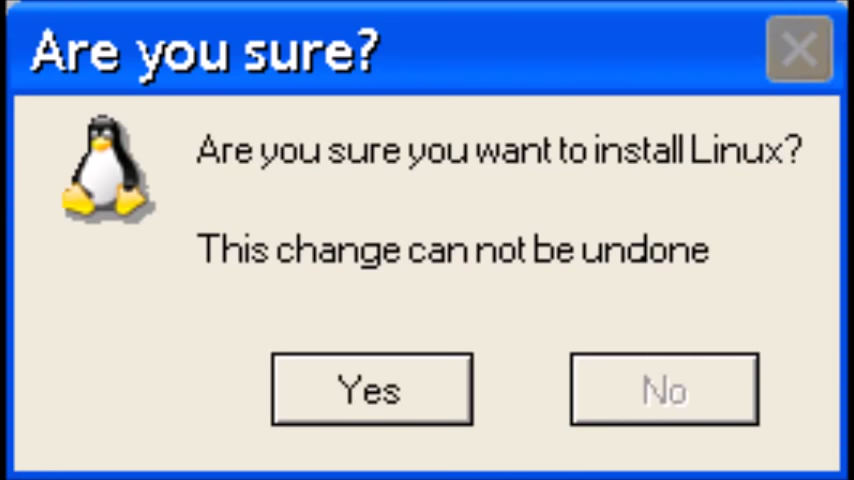 Are you sure?
Are you sure you want to install Linux?
This change can not be undone
Yes
No